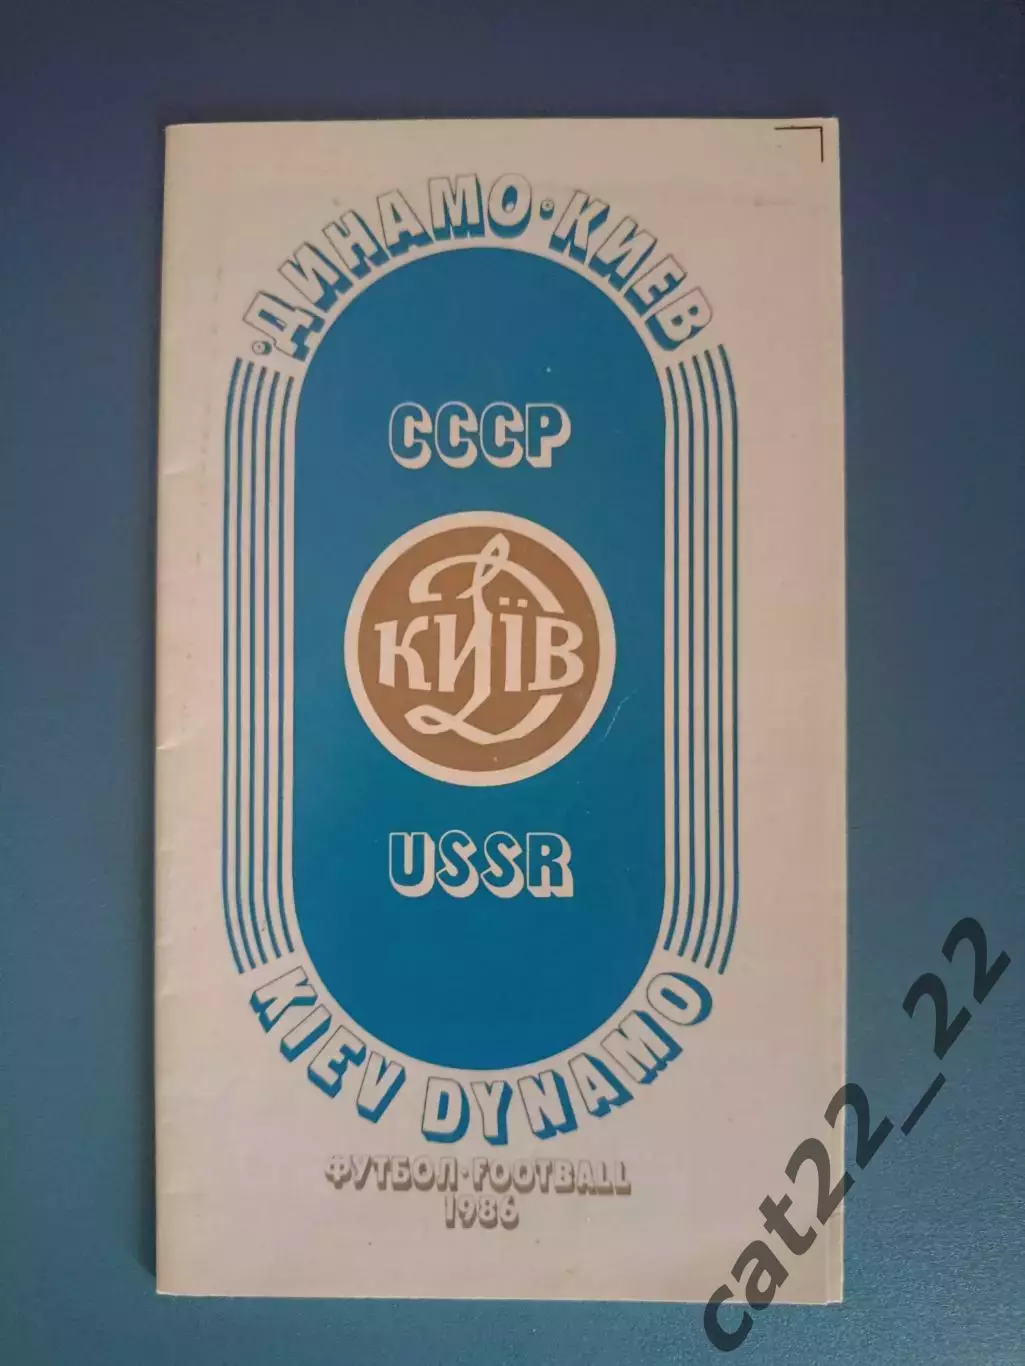 •ДИНАМО•КИЕВ
СССР
КИЇВ
USSR
KIEV DYNAMO
ФУТБОЛ•FOOTBALL
1986
cat22_22